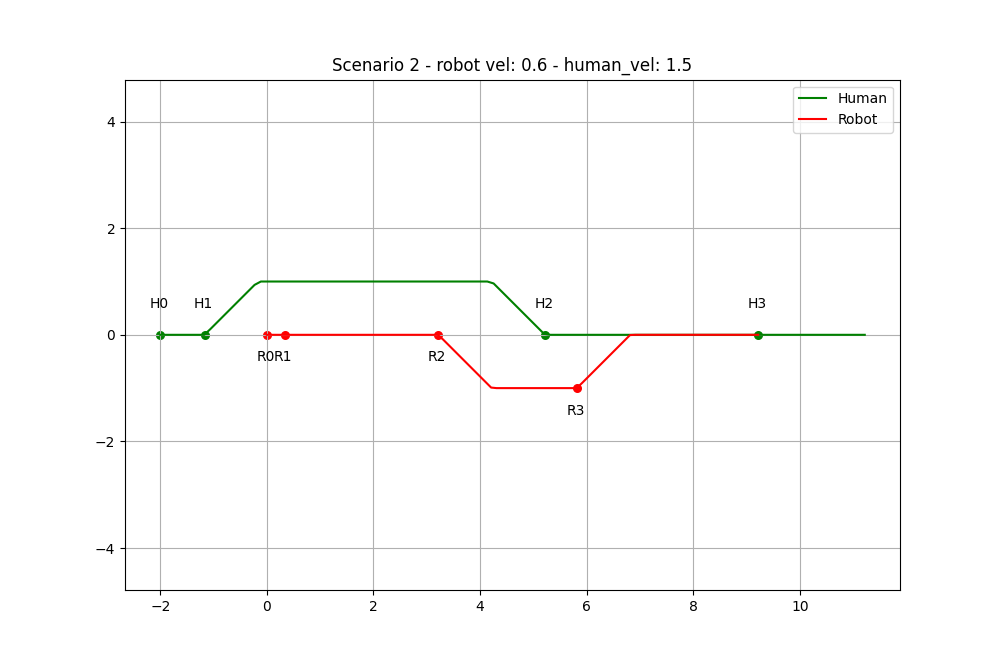 Scenario 2 - robot vel: 0.6 - human_vel: 1.5
Human
Robot
4
2
0
−2
−4
H0
H1
H2
H3
R0R1
R2
R3
−2
0
2
4
6
8
10